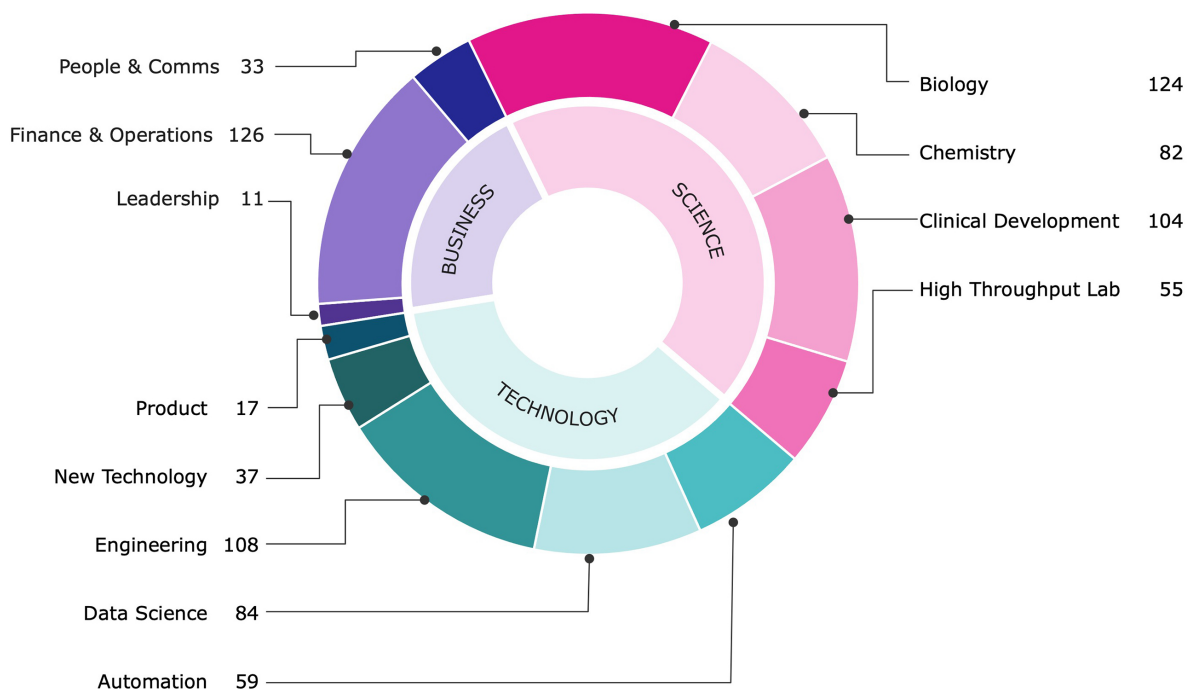 People & Comms 33
Finance & Operations 126
Leadership 11
Product 17
New Technology 37
Engineering 108
Data Science 84
Automation 59
BUSINESS
SCIENCE
TECHNOLOGY
Biology 124
Chemistry 82
Clinical Development 104
High Throughput Lab 55